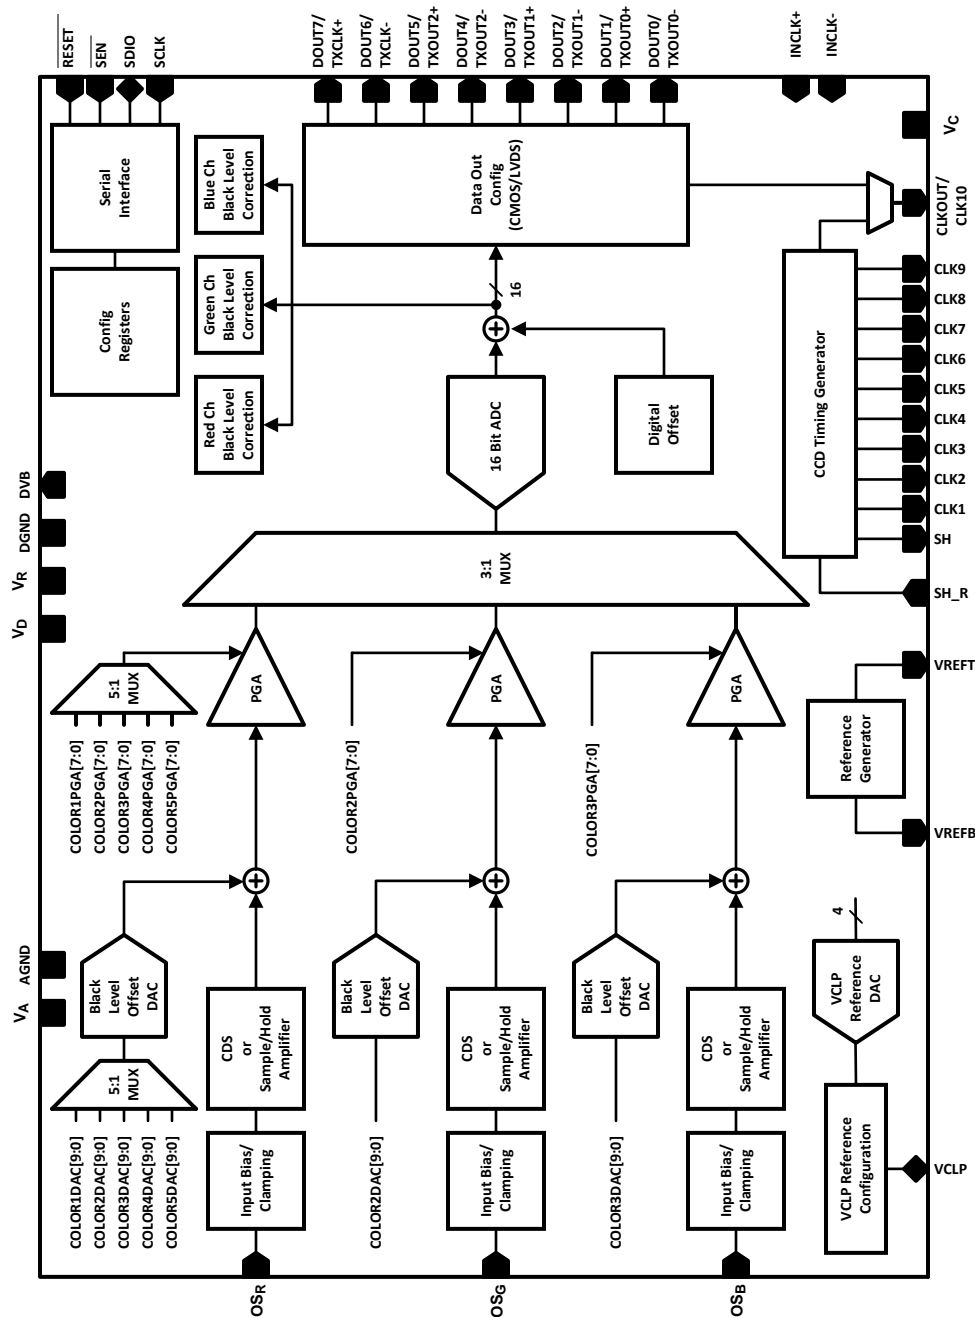 RESET
SEN
SDIO
SCLK
DOUT7/
TXCLK+
DOUT6/
TXCLK-
DOUT5/
TXOUT2+
DOUT4/
TXOUT2-
DOUT3/
TXOUT1+
DOUT2/
TXOUT1-
DOUT1/
TXOUT0+
DOUT0/
TXOUT0-
INCLK+
INCLK-
Serial
Interface
Config
Registers
Blue Ch
Black Level
Correction
Green Ch
Black Level
Correction
Red Ch
Black Level
Correction
Data Out
Config
(CMOS/LVDS)
16
16 Bit ADC
Digital
Offset
VC
CLKOUT/
CLK10
CLK9
CLK8
CLK7
CLK6
CLK5
CLK4
CLK3
CLK2
CLK1
SH
SH_R
CCD Timing Generator
DVB
DGND
VR
VD
3:1
MUX
5:1
MUX
COLOR1PGA[7:0]
COLOR2PGA[7:0]
COLOR3PGA[7:0]
COLOR4PGA[7:0]
COLOR5PGA[7:0]
PGA
COLOR2PGA[7:0]
PGA
COLOR3PGA[7:0]
PGA
VREFT
Reference
Generator
VREFB
AGND
VA
Black
Level
Offset
DAC
5:1
MUX
COLOR1DAC[9:0]
COLOR2DAC[9:0]
COLOR3DAC[9:0]
COLOR4DAC[9:0]
COLOR5DAC[9:0]
CDS
or
Sample/Hold
Amplifier
Input Bias/
Clamping
OSR
Black
Level
Offset
DAC
COLOR2DAC[9:0]
CDS
or
Sample/Hold
Amplifier
Input Bias/
Clamping
OSG
Black
Level
Offset
DAC
COLOR3DAC[9:0]
CDS
or
Sample/Hold
Amplifier
Input Bias/
Clamping
OSB
4
VCLP
Reference
DAC
VCLP Reference
Configuration
VCLP